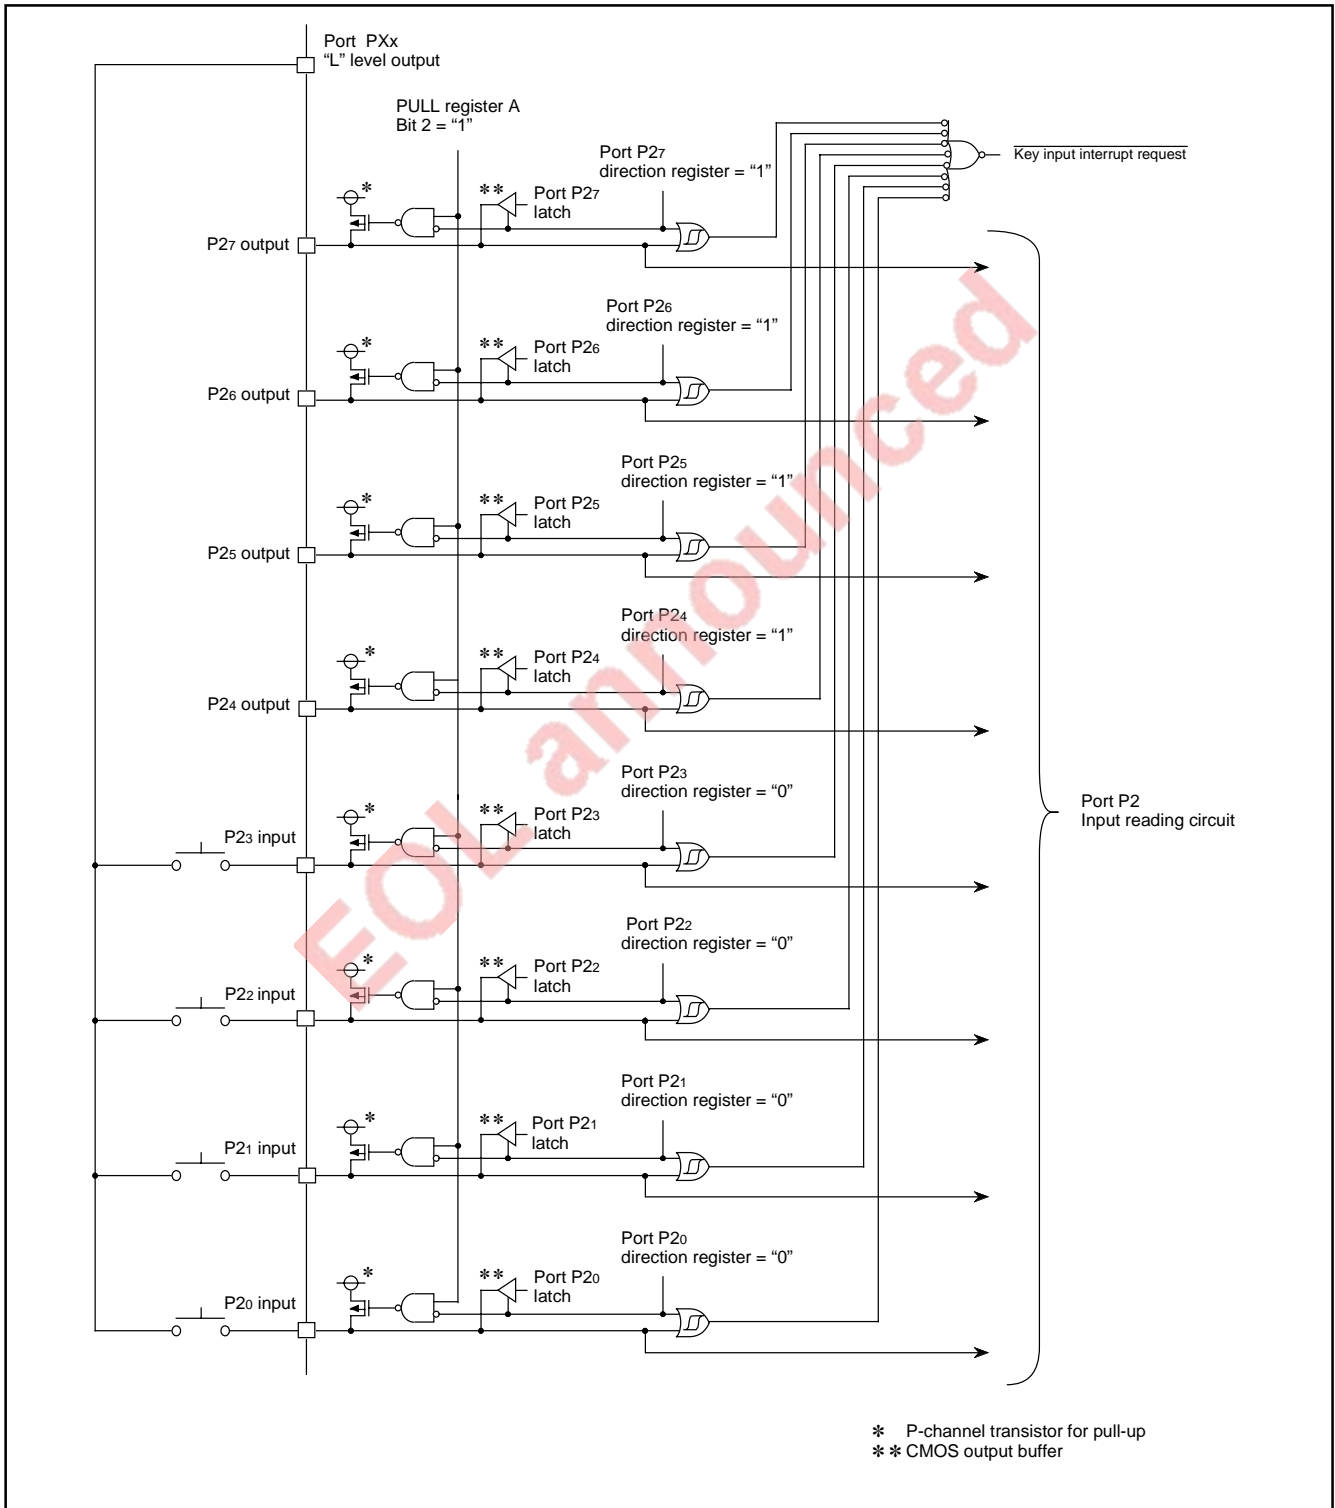 Port PXx
“L” level output
PULL register A
Bit 2 = “1”
Port P27
direction register = “1”
Key input interrupt request
*
**
Port P27
latch
P27 output
Port P26
direction register = “1”
*
**
Port P26
latch
P26 output
Port P25
direction register = “1”
*
**
Port P25
latch
P25 output
Port P24
direction register = “1”
*
**
Port P24
latch
P24 output
Port P23
direction register = “0”
*
**
Port P23
latch
P23 input
Port P2
Input reading circuit
Port P22
direction register = “0”
*
**
Port P22
latch
P22 input
Port P21
direction register = “0”
*
**
Port P21
latch
P21 input
Port P20
direction register = “0”
*
**
Port P20
latch
P20 input
* P-channel transistor for pull-up
** CMOS output buffer
EOL announced